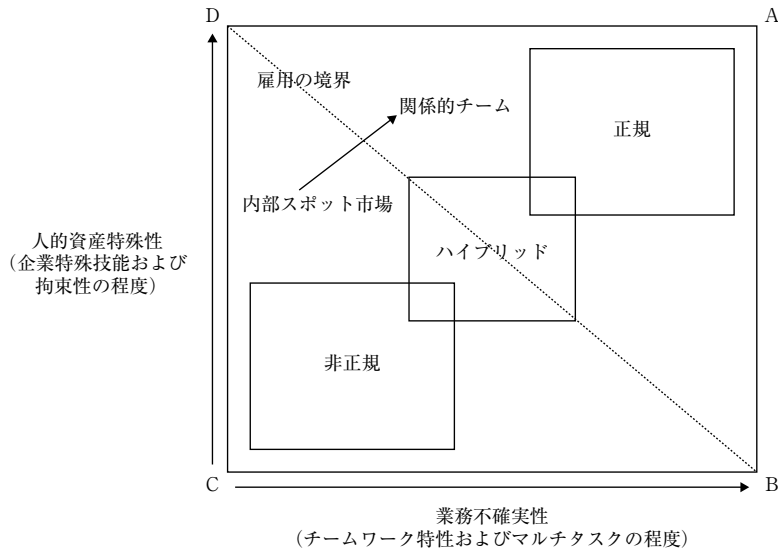 D
A
雇用の境界
関係的チーム
正規
内部スポット市場
ハイブリッド
人的資産特殊性
（企業特殊技能および
拘束性の程度）
非正規
C
B
業務不確実性
（チームワーク特性およびマルチタスクの程度）